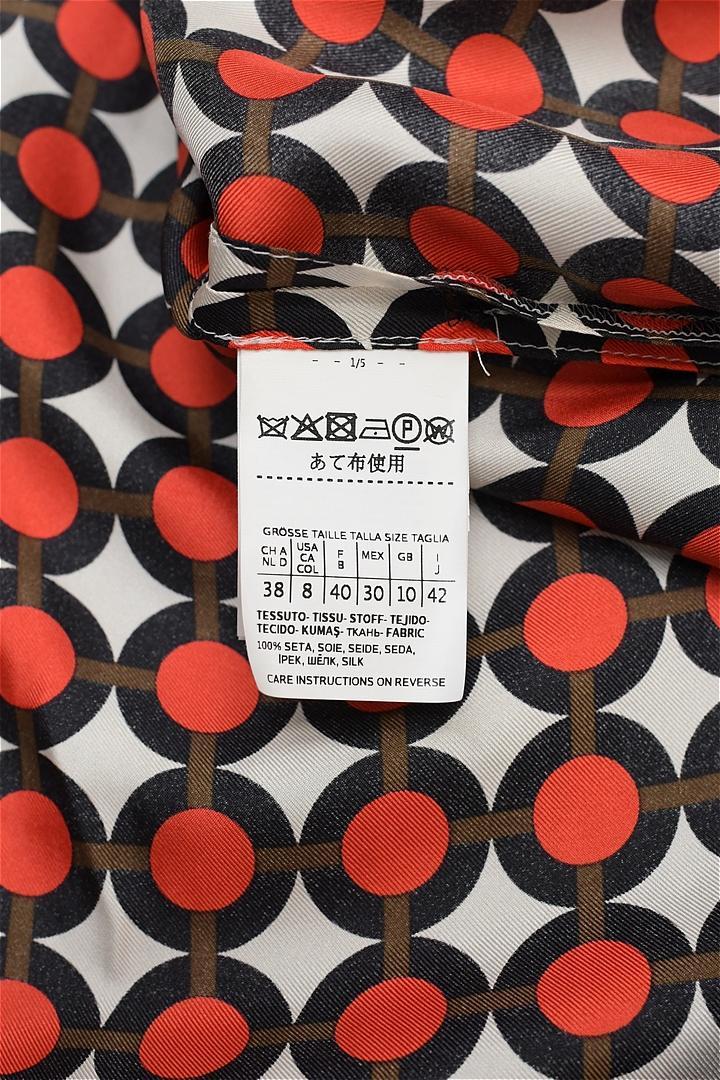 - - 1/5 - -
P
W
あて布使用
GRÖSSE TAILLE TALLA SIZE TAGLIA
CH A NL D USA CA COL F B MEX GB I J
38 8 40 30 10 42
TESSUTO- TISSU- STOFF- TEJIDO-
TECIDO- KUMAŞ- ТКАНЬ- FABRIC
100% SETA, SOIE, SEIDE, SEDA,
İPEK, ШЁЛК, SILK
CARE INSTRUCTIONS ON REVERSE